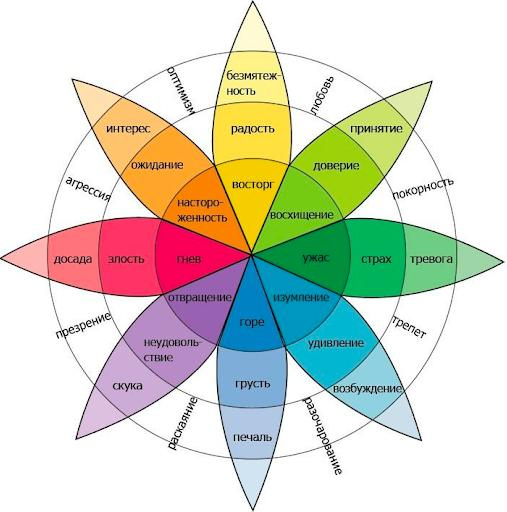 безмятеж-
ность
оптимизм
любовь
интерес
радость
принятие
ожидание
доверие
агрессия
восторг
покорность
насторо-
женность
восхищение
досада
злость
гнев
ужас
страх
тревога
отвращение
изумление
презрение
горе
трепет
неудоволь-
ствие
удивление
скука
грусть
возбуждение
раскаяние
печаль
разочарование